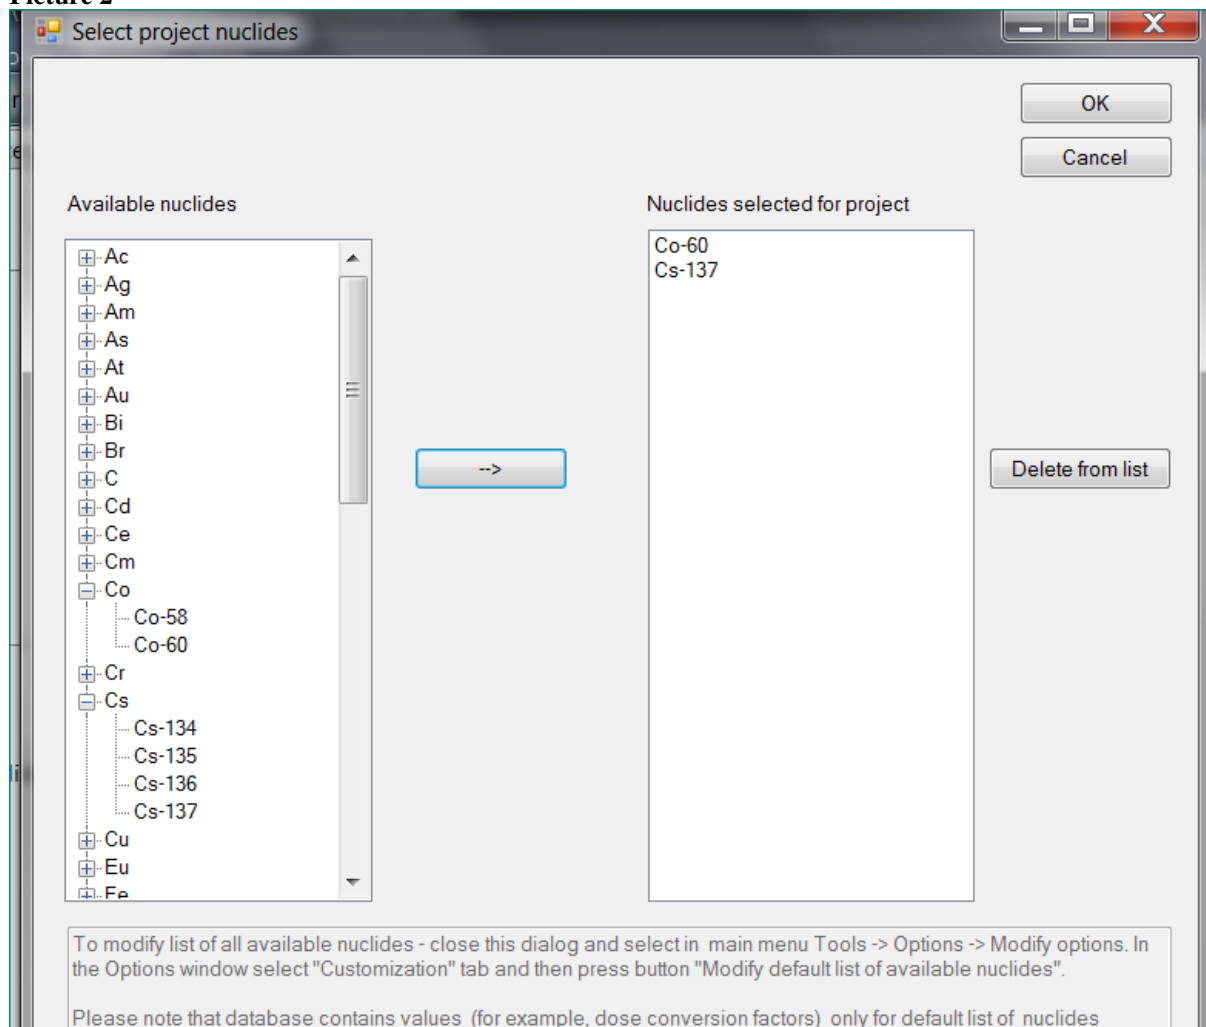 Picture 2
Select project nuclides
OK
Cancel
Available nuclides
Nuclides selected for project
Ac
Ag
Am
As
At
Au
Bi
Br
C
Cd
Ce
Cm
Co
Co-58
Co-60
Cr
Cs
Cs-134
Cs-135
Cs-136
Cs-137
Cu
Eu
Fe
-->
Co-60
Cs-137
Delete from list
To modify list of all available nuclides - close this dialog and select in main menu Tools -> Options -> Modify options. In
the Options window select "Customization" tab and then press button "Modify default list of available nuclides".
Please note that database contains values (for example, dose conversion factors) only for default list of nuclides